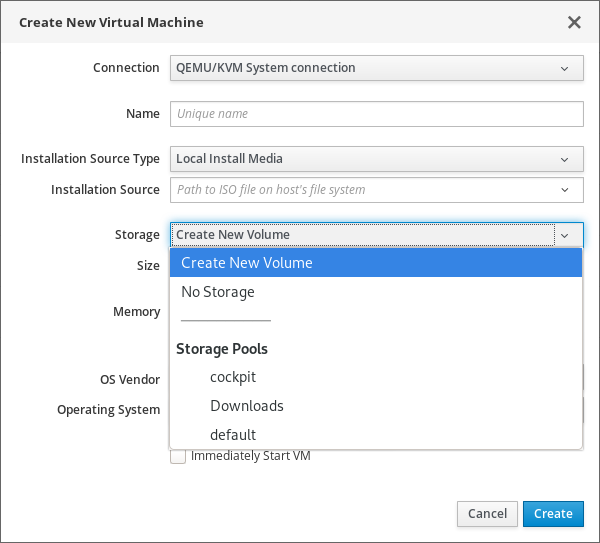 Create New Virtual Machine
Connection QEMU/KVM System connection
Name Unique name
Installation Source Type Local Install Media
Installation Source Path to ISO file on host's file system
Storage Create New Volume
Size Create New Volume
No Storage
Memory
Storage Pools
OS Vendor cockpit
Operating System Downloads
default
Immediately Start VM
Cancel Create